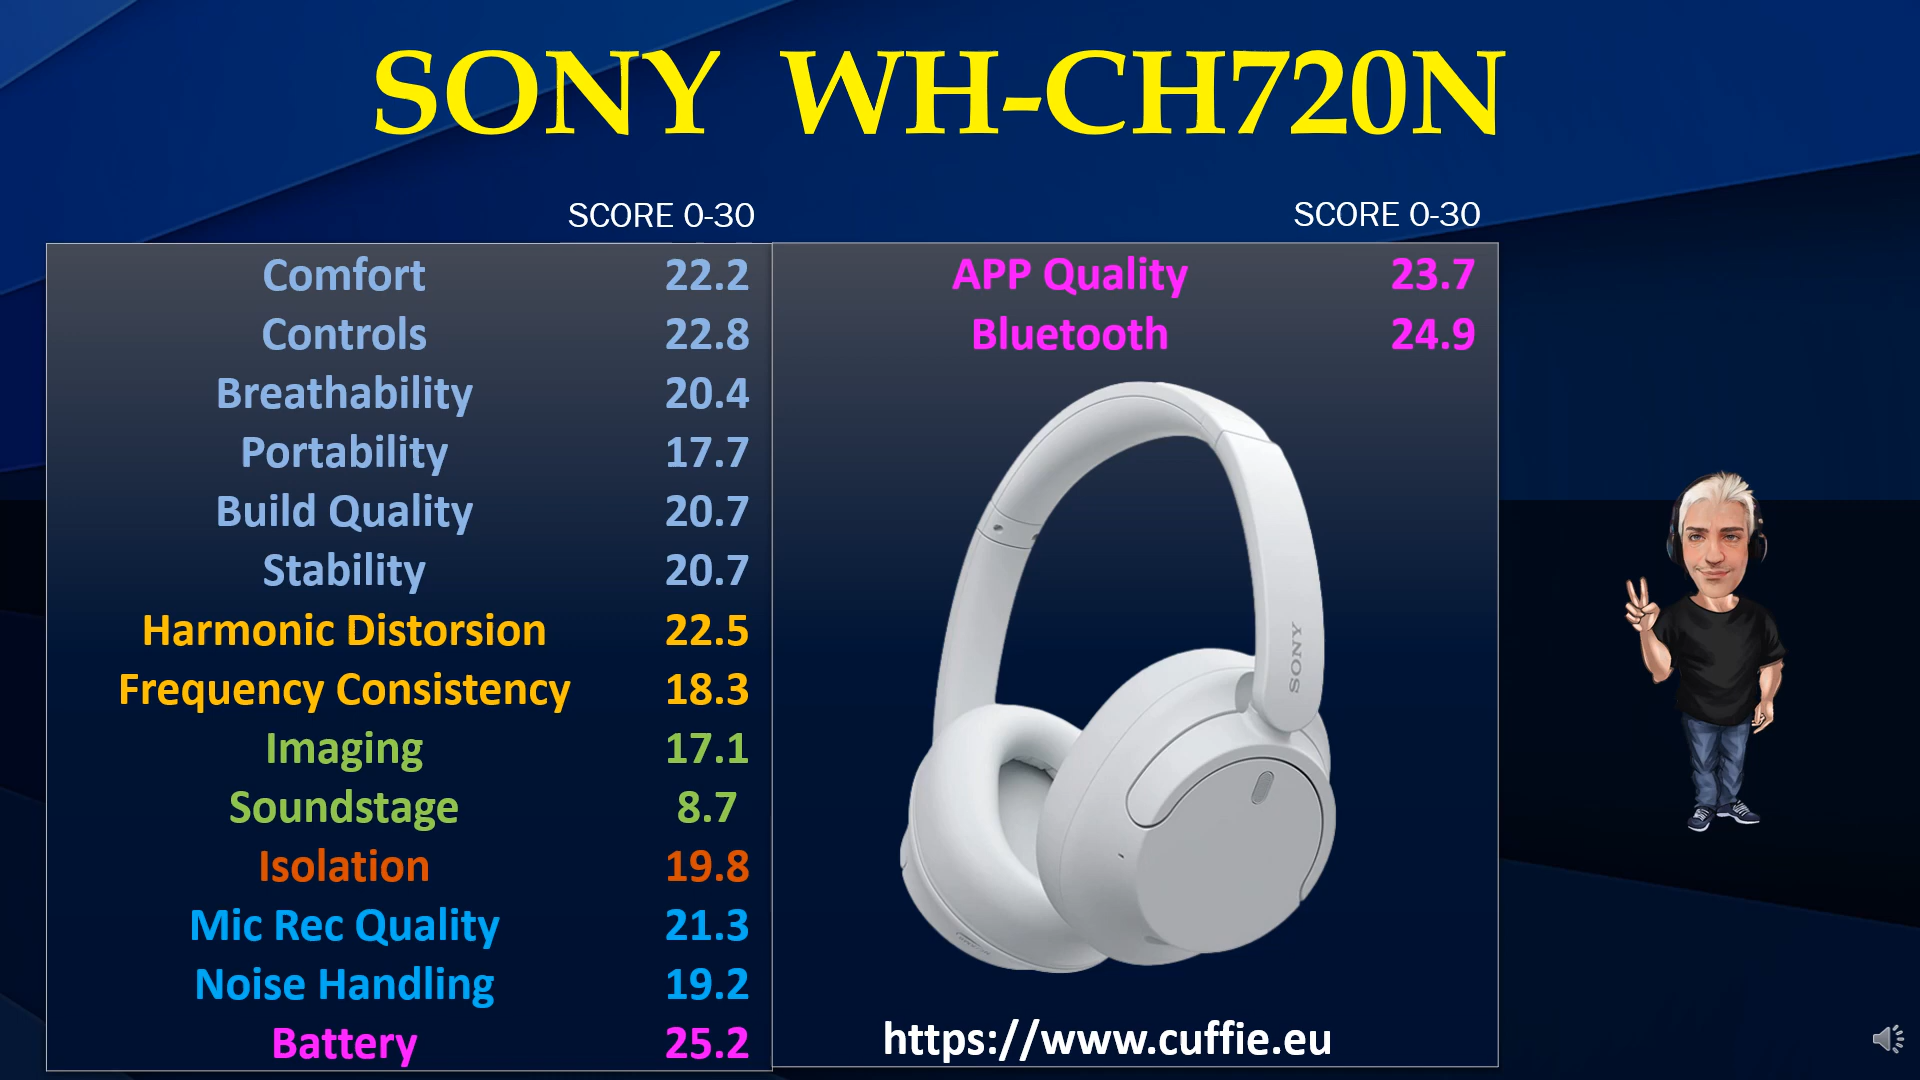 SONY WH-CH720N
SCORE 0-30
SCORE 0-30
Comfort 22.2
Controls 22.8
Breathability 20.4
Portability 17.7
Build Quality 20.7
Stability 20.7
Harmonic Distorsion 22.5
Frequency Consistency 18.3
Imaging 17.1
Soundstage 8.7
Isolation 19.8
Mic Rec Quality 21.3
Noise Handling 19.2
Battery 25.2
APP Quality 23.7
Bluetooth 24.9
SONY
https://www.cuffie.eu